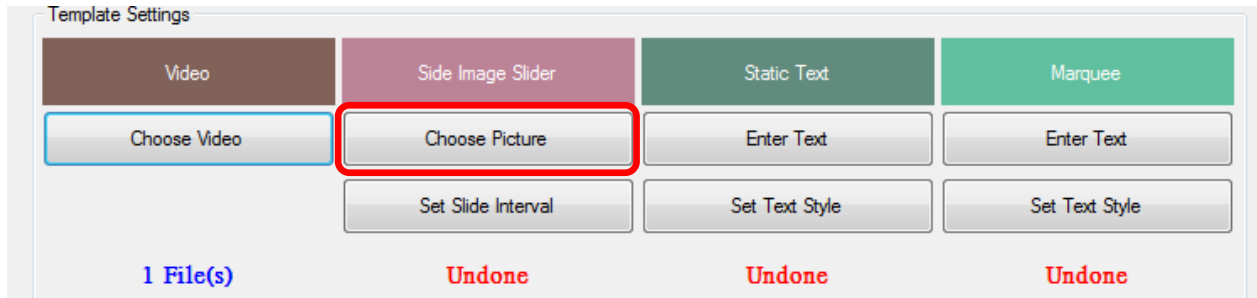 Template Settings
Video Side Image Slider Static Text Marquee
Choose Video Choose Picture Enter Text Enter Text
Set Slide Interval Set Text Style Set Text Style
1 File(s) Undone Undone Undone